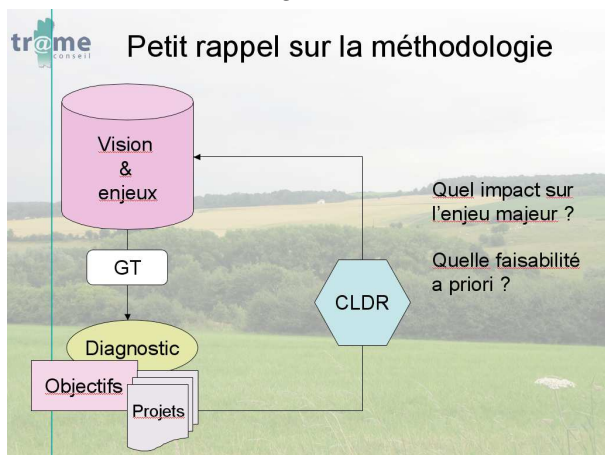 tr@me
conseil
Petit rappel sur la méthodologie
Vision
&
enjeux
GT
Diagnostic
Objectifs
Projets
CLDR
Quel impact sur
l'enjeu majeur ?
Quelle faisabilité
a priori ?